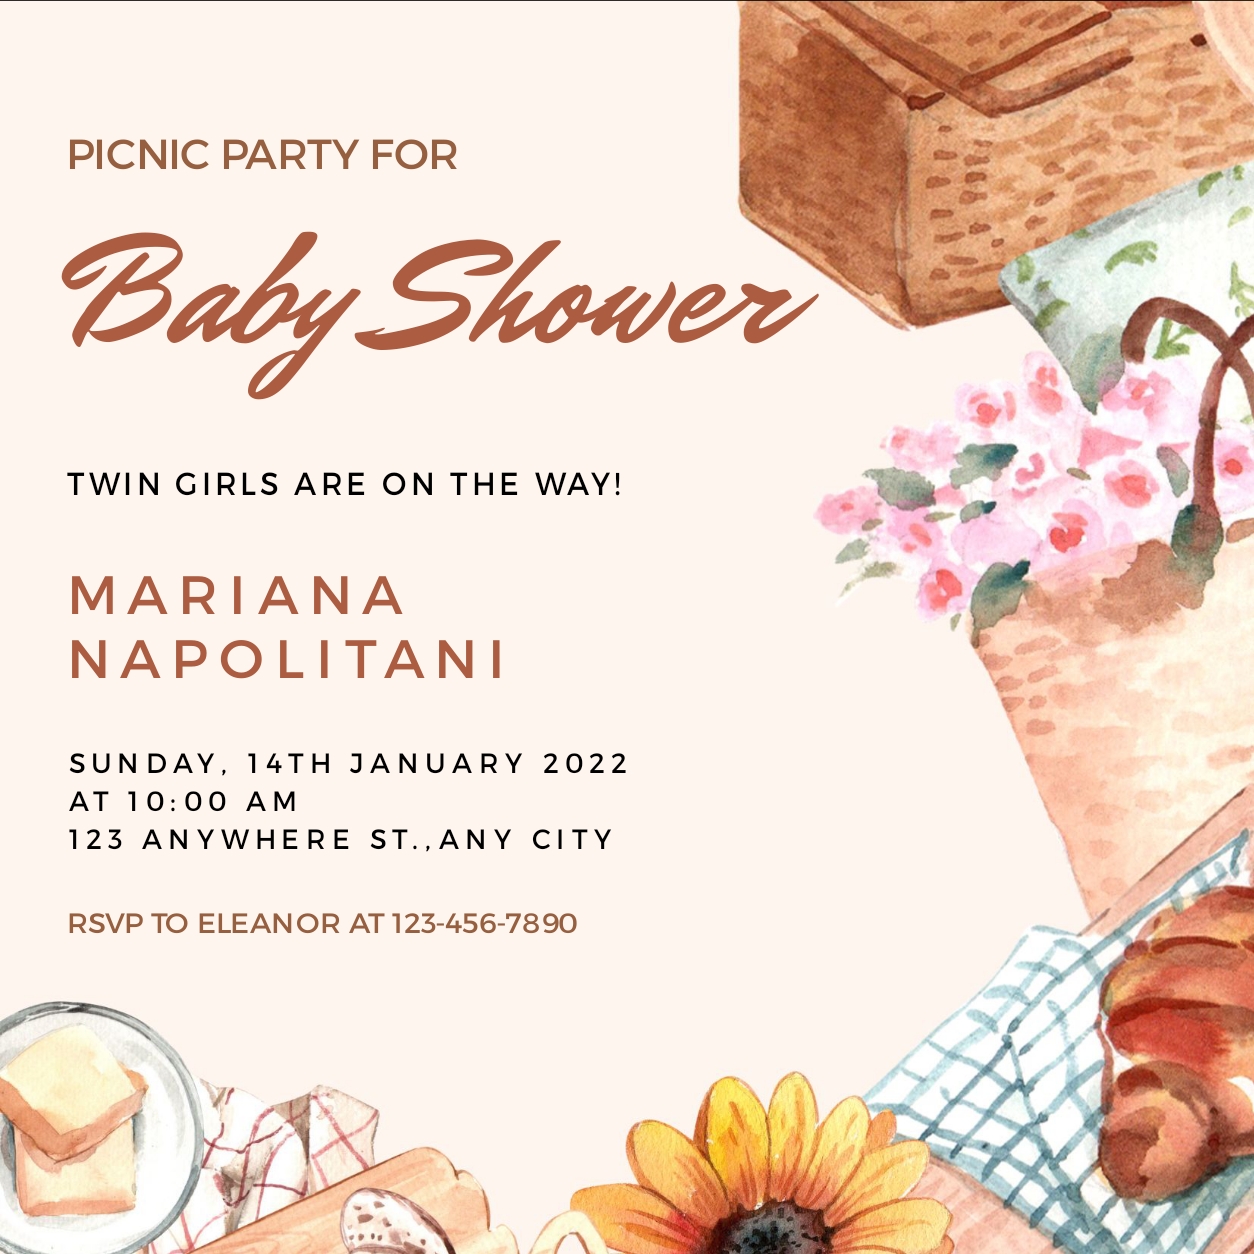 PICNIC PARTY FOR
Baby Shower
TWIN GIRLS ARE ON THE WAY!
MARIANA
NAPOLITANI
SUNDAY, 14TH JANUARY 2022
AT 10:00 AM
123 ANYWHERE ST.,ANY CITY
RSVP TO ELEANOR AT 123-456-7890